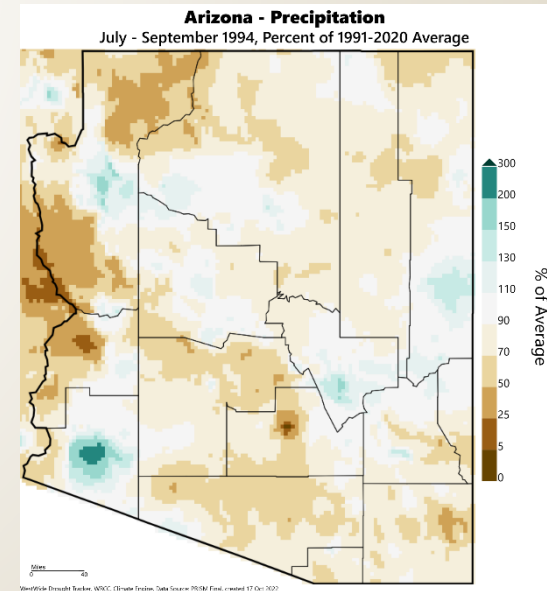 Arizona - Precipitation
July - September 1994, Percent of 1991-2020 Average
300
200
150
130
110
90
70
50
25
5
0
% of Average
Miles
0 40
WestWide Drought Tracker, WRCC, Climate Engine, Data Source: PRISM Final, created 17 Oct 2022